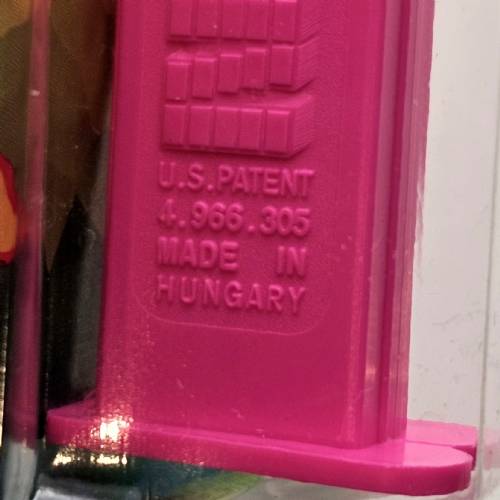 U.S.PATENT
4.966.305
MADE IN
HUNGARY